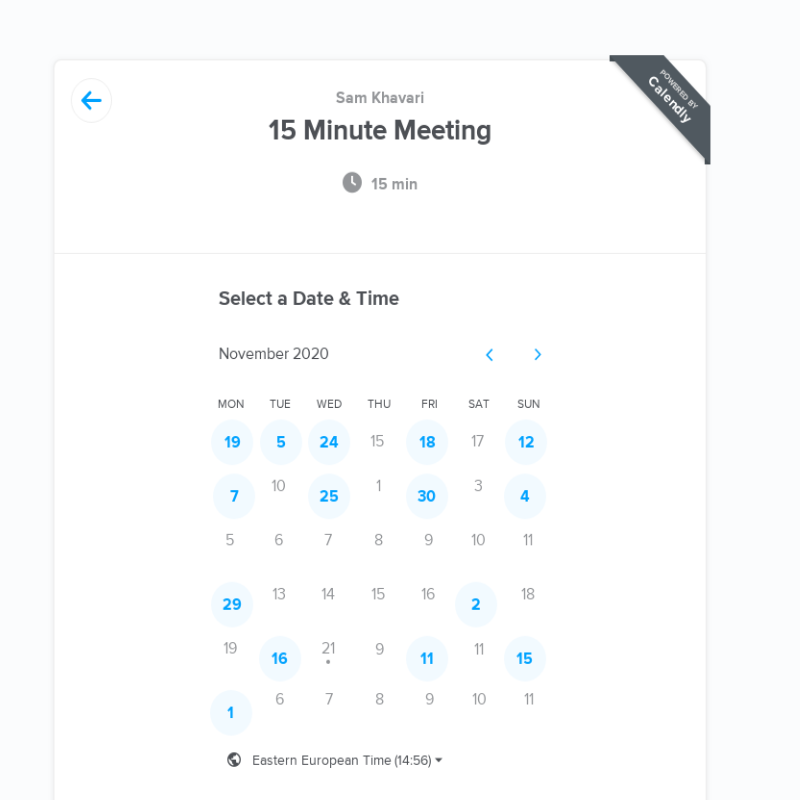 POWERED BY
Calendly
Sam Khavari
15 Minute Meeting
15 min
Select a Date & Time
November 2020
MON TUE WED THU FRI SAT SUN
19 5 24 15 18 17 12
7 10 25 1 30 3 4
5 6 7 8 9 10 11
29 13 14 15 16 2 18
19 16 21 9 11 11 15
1 6 7 8 9 10 11
Eastern European Time (14:56)